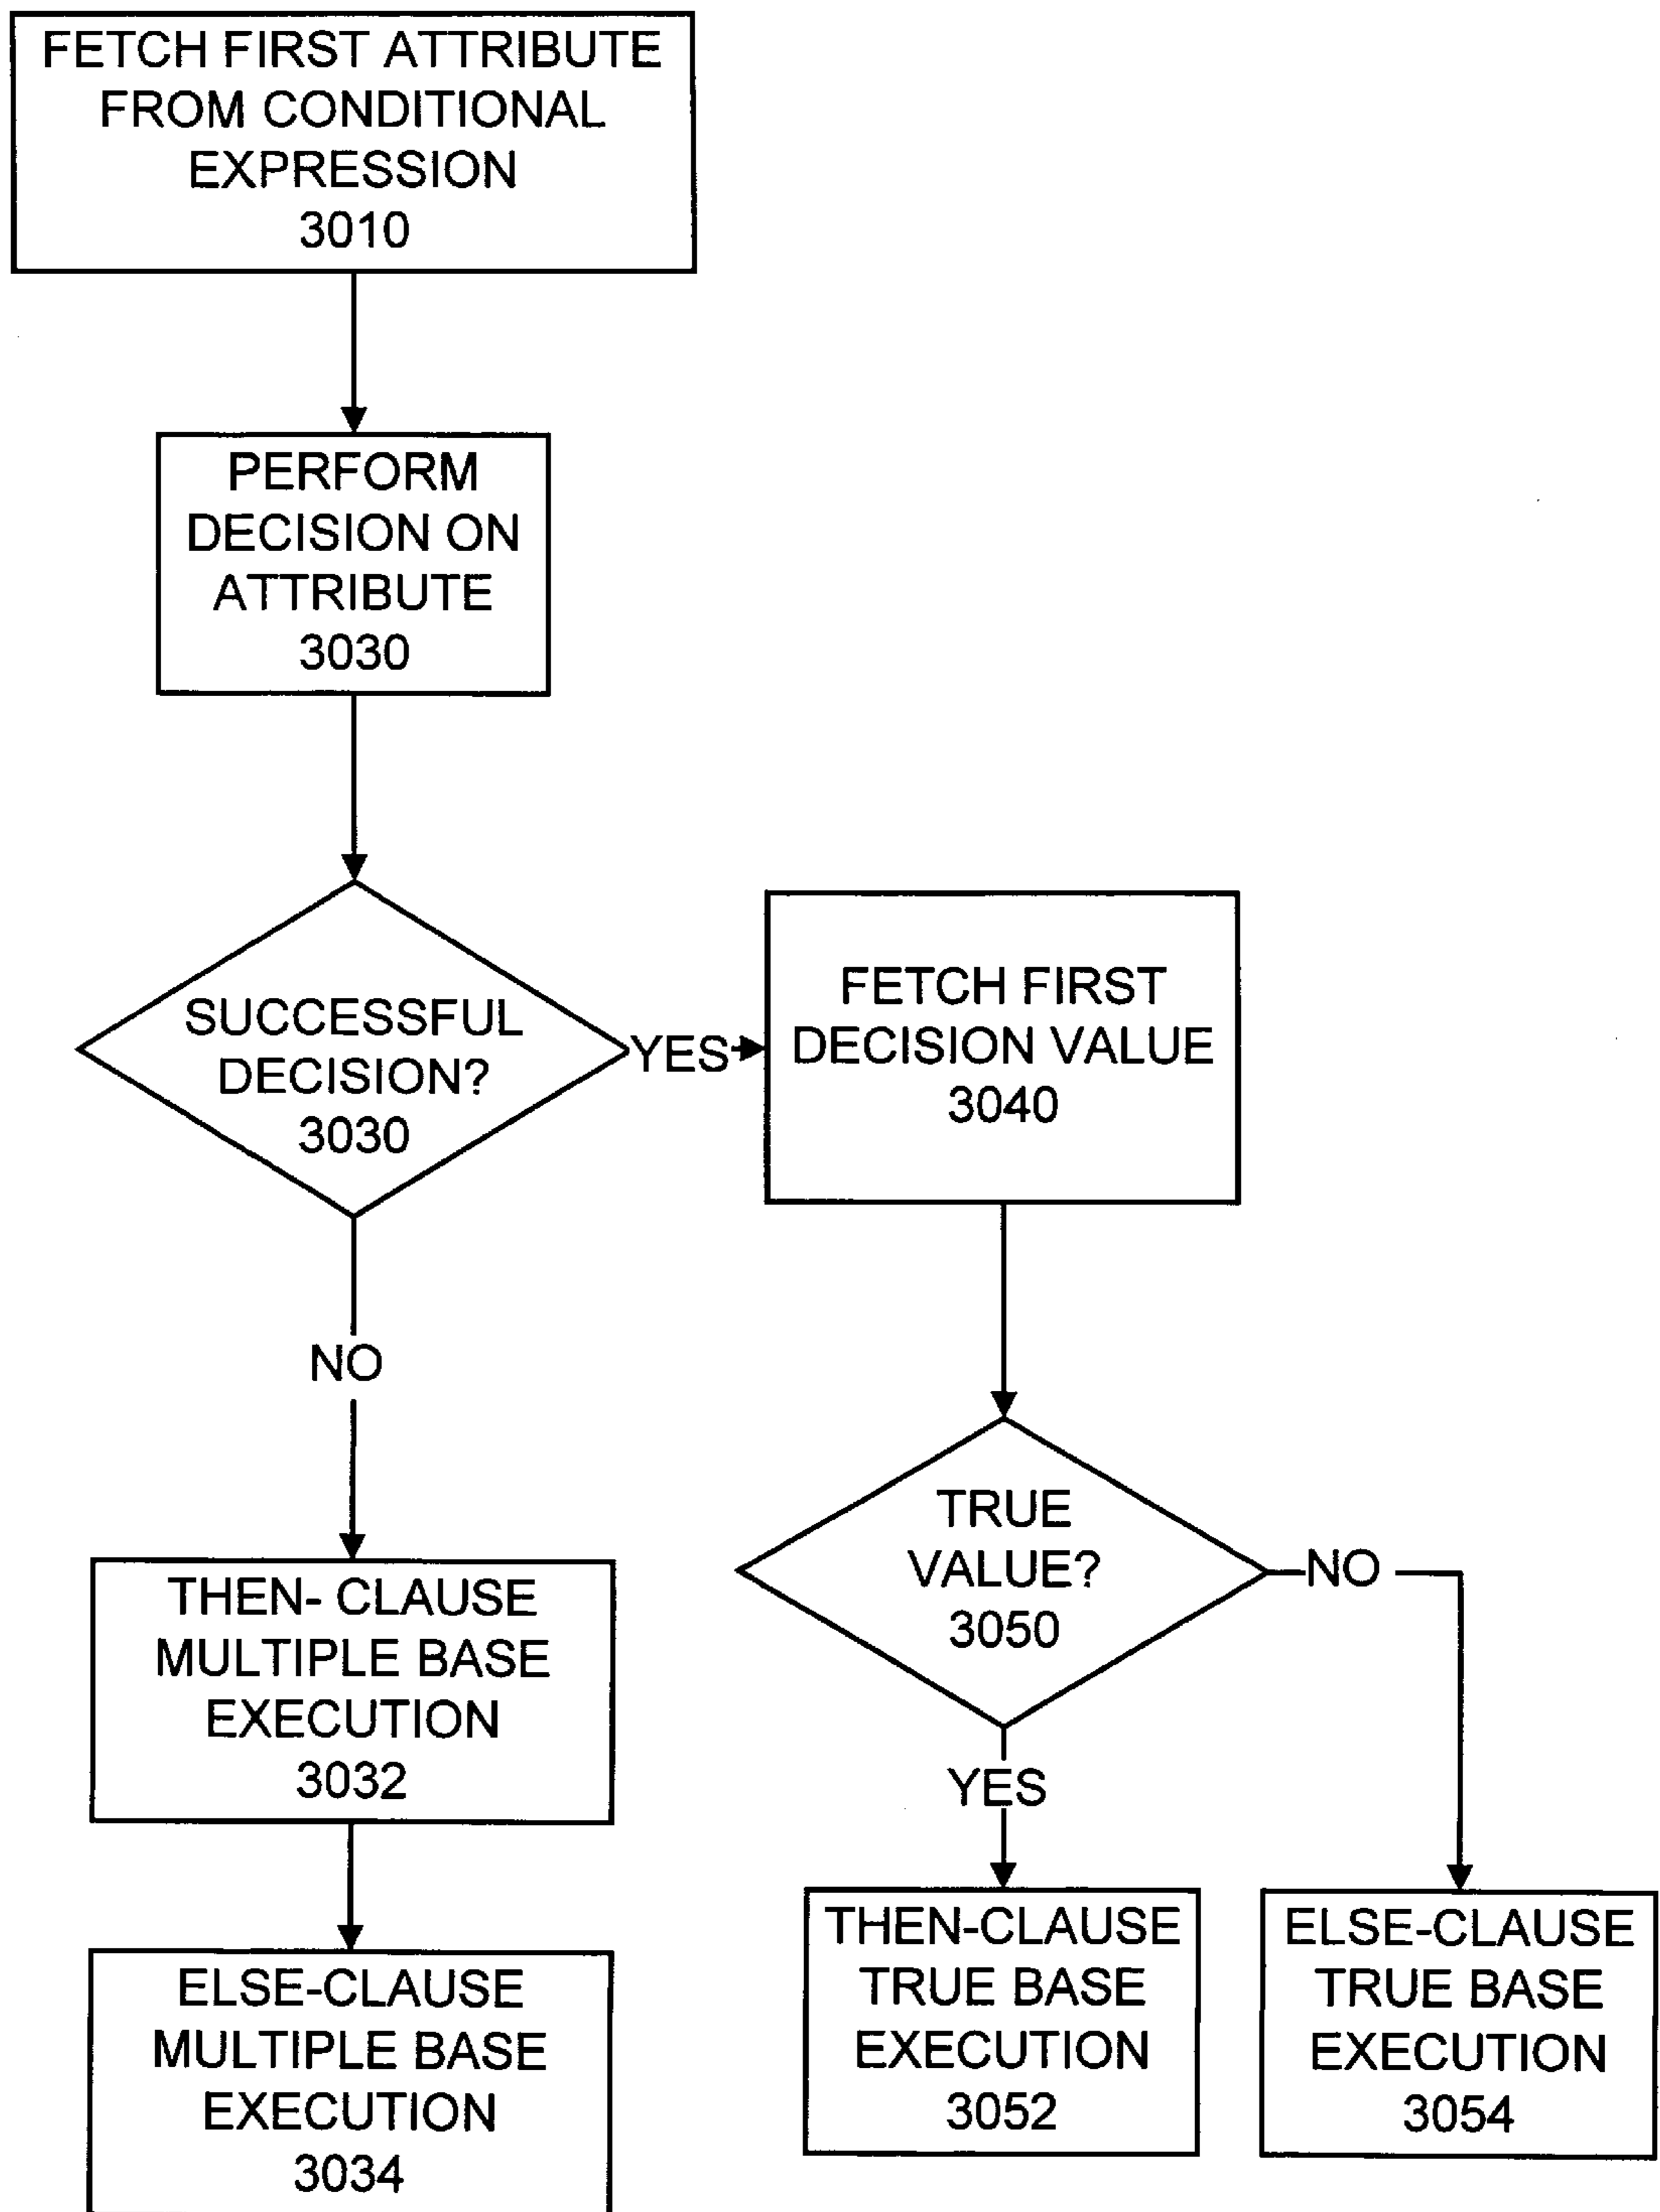 FETCH FIRST ATTRIBUTE
FROM CONDITIONAL
EXPRESSION
3010
PERFORM
DECISION ON
ATTRIBUTE
3030
SUCCESSFUL
DECISION?
3030
YES
FETCH FIRST
DECISION VALUE
3040
NO
TRUE
VALUE?
3050
NO
YES
THEN- CLAUSE
MULTIPLE BASE
EXECUTION
3032
ELSE-CLAUSE
MULTIPLE BASE
EXECUTION
3034
THEN-CLAUSE
TRUE BASE
EXECUTION
3052
ELSE-CLAUSE
TRUE BASE
EXECUTION
3054